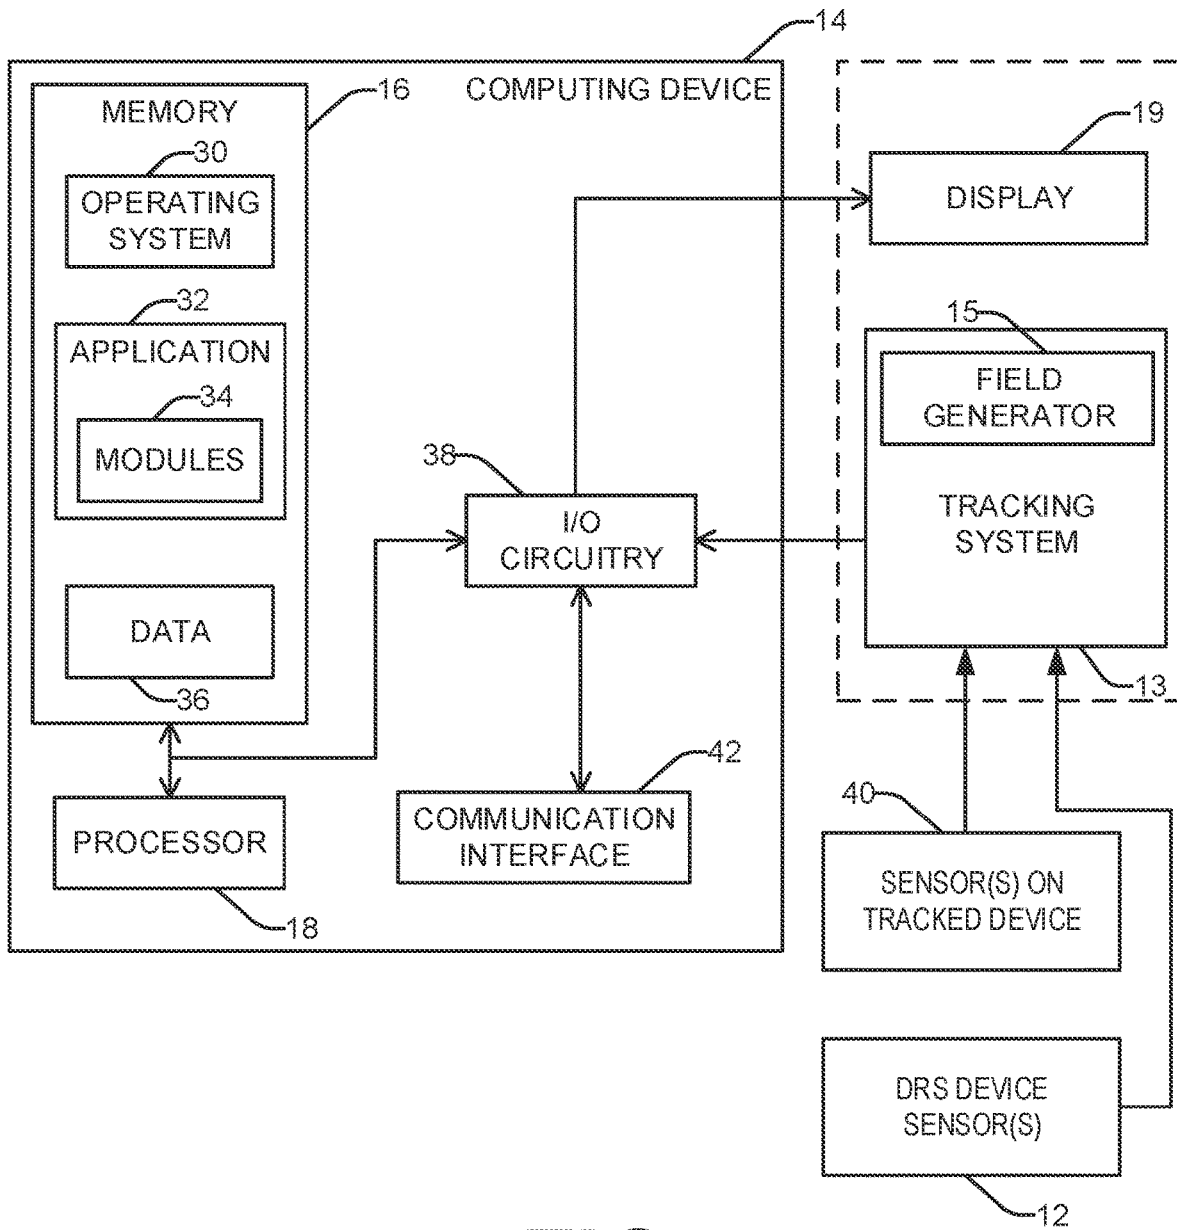 14
COMPUTING DEVICE
16
MEMORY
30
OPERATING
SYSTEM
32
APPLICATION
34
MODULES
DATA
36
PROCESSOR
18
38
I/O
CIRCUITRY
42
COMMUNICATION
INTERFACE
19
DISPLAY
15
FIELD
GENERATOR
TRACKING
SYSTEM
13
40
SENSOR(S) ON
TRACKED DEVICE
DRS DEVICE
SENSOR(S)
12